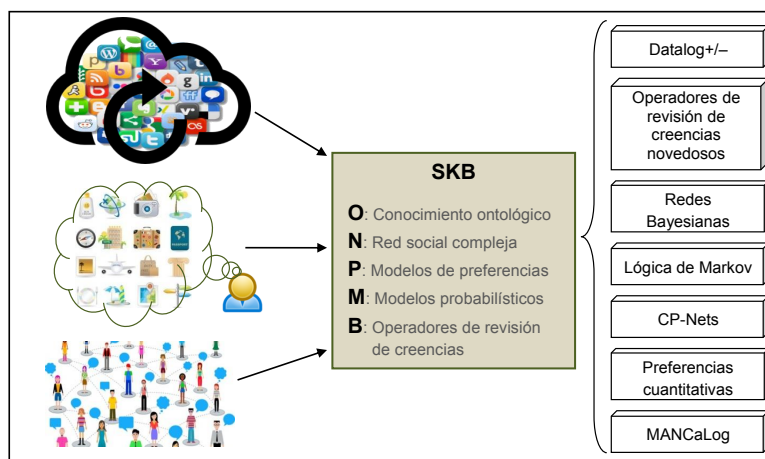 SKB
O: Conocimiento ontológico
N: Red social compleja
P: Modelos de preferencias
M: Modelos probabilísticos
B: Operadores de revisión
de creencias
Datalog+/–
Operadores de
revisión de
creencias
novedosos
Redes
Bayesianas
Lógica de Markov
CP-Nets
Preferencias
cuantitativas
MANCaLog